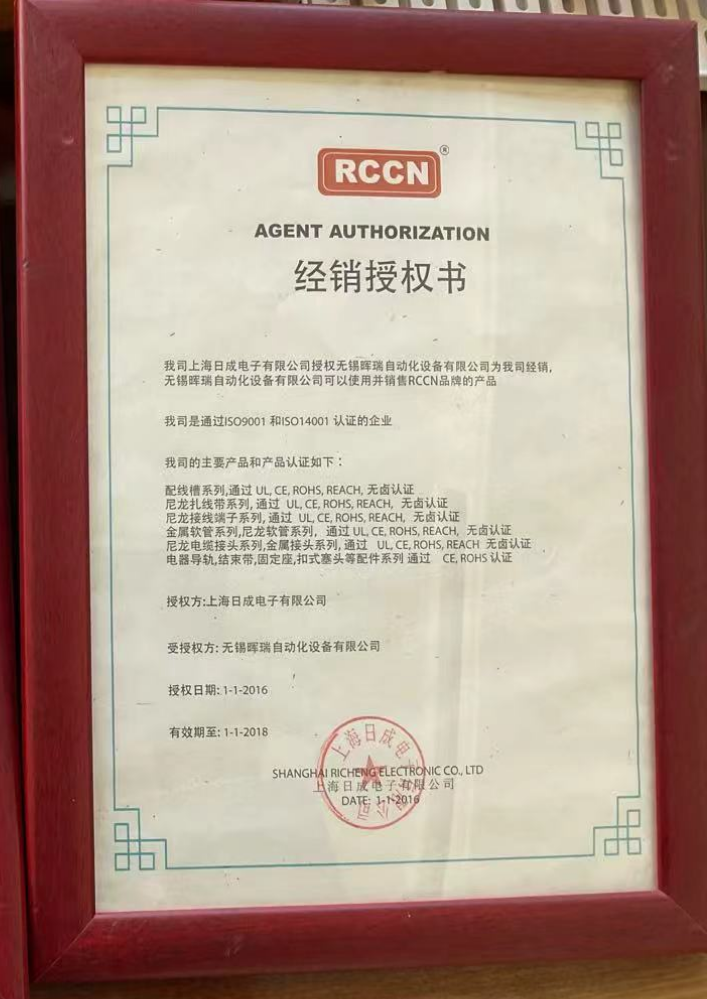 RCCN®
AGENT AUTHORIZATION
经销授权书
我司上海日成电子有限公司授权无锡晖瑞自动化设备有限公司为我司经销,
无锡晖瑞自动化设备有限公司可以使用并销售RCCN品牌的产品
我司是通过ISO9001 和ISO14001 认证的企业
我司的主要产品和产品认证如下：
配线槽系列,通过 UL, CE, ROHS, REACH, 无卤认证
尼龙扎线带系列, 通过 UL, CE, ROHS, REACH, 无卤认证
尼龙接线端子系列, 通过 UL, CE, ROHS, REACH, 无卤认证
金属软管系列,尼龙软管系列, 通过 UL, CE, ROHS, REACH, 无卤认证
尼龙电缆接头系列,金属接头系列, 通过 UL, CE, ROHS, REACH 无卤认证
电器导轨,结束带,固定座,扣式塞头等配件系列 通过 CE, ROHS 认证
授权方:上海日成电子有限公司
受授权方: 无锡晖瑞自动化设备有限公司
授权日期: 1-1-2016
有效期至: 1-1-2018
上海日成电子有限公司
SHANGHAI RICHENG ELECTRONIC CO., LTD
上海日成电子有限公司
DATE: 1-1-2016